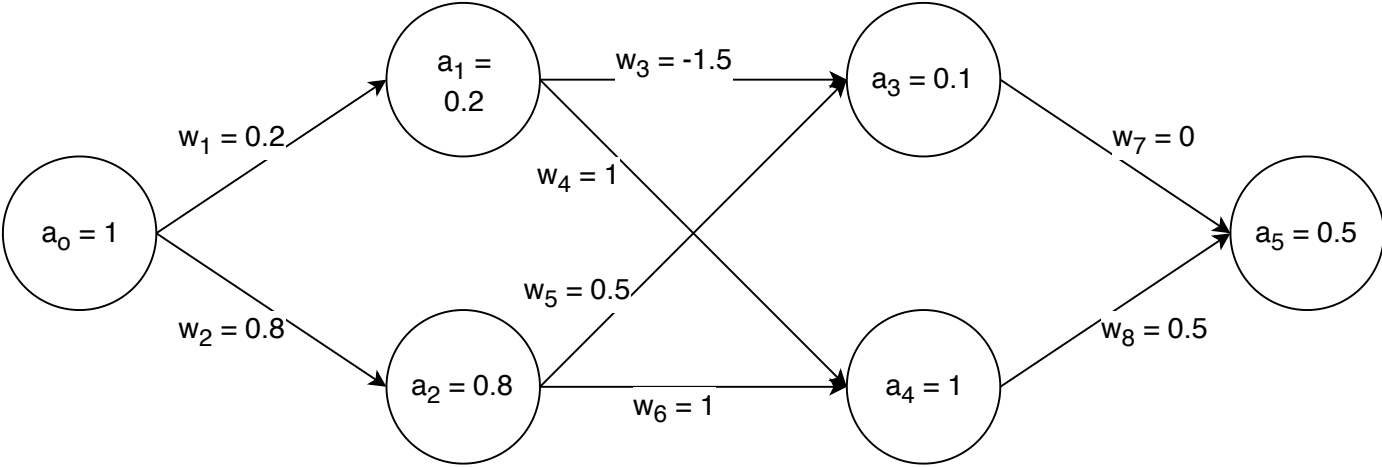 a₁ =
0.2
w₃ = -1.5
a₃ = 0.1
w₁ = 0.2
w₇ = 0
w₄ = 1
aₒ = 1
a₅ = 0.5
w₅ = 0.5
w₂ = 0.8
w₈ = 0.5
a₂ = 0.8
w₆ = 1
a₄ = 1